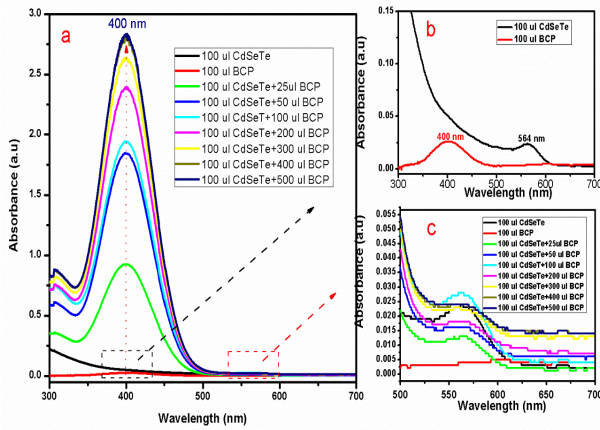 400 nm
a
100 ul CdSeTe
100 ul BCP
100 ul CdSeTe+25ul BCP
100 ul CdSeTe+50 ul BCP
100 ul CdSeT+100 ul BCP
100 ul CdSeTe+200 ul BCP
100 ul CdSeTe+300 ul BCP
100 ul CdSeTe+400 ul BCP
100 ul CdSeTe+500 ul BCP
Absorbance (a.u)
3.0
2.5
2.0
1.5
1.0
0.5
0.0
300 400 500 600 700
Wavelength (nm)
b
100 ul CdSeTe
100 ul BCP
400 nm
564 nm
Absorbance (a.u)
0.15
0.10
0.05
0.00
300 400 500 600 700
Wavelength (nm)
c
100 ul CdSeTe
100 ul BCP
100 ul CdSeTe+25ul BCP
100 ul CdSeTe+50 ul BCP
100 ul CdSeT+100 ul BCP
100 ul CdSeTe+200 ul BCP
100 ul CdSeTe+300 ul BCP
100 ul CdSeTe+400 ul BCP
100 ul CdSeTe+500 ul BCP
Absorbance (a.u)
0.055
0.050
0.045
0.040
0.035
0.030
0.025
0.020
0.015
0.010
0.005
0.000
500 550 600 650 700
Wavelength (nm)